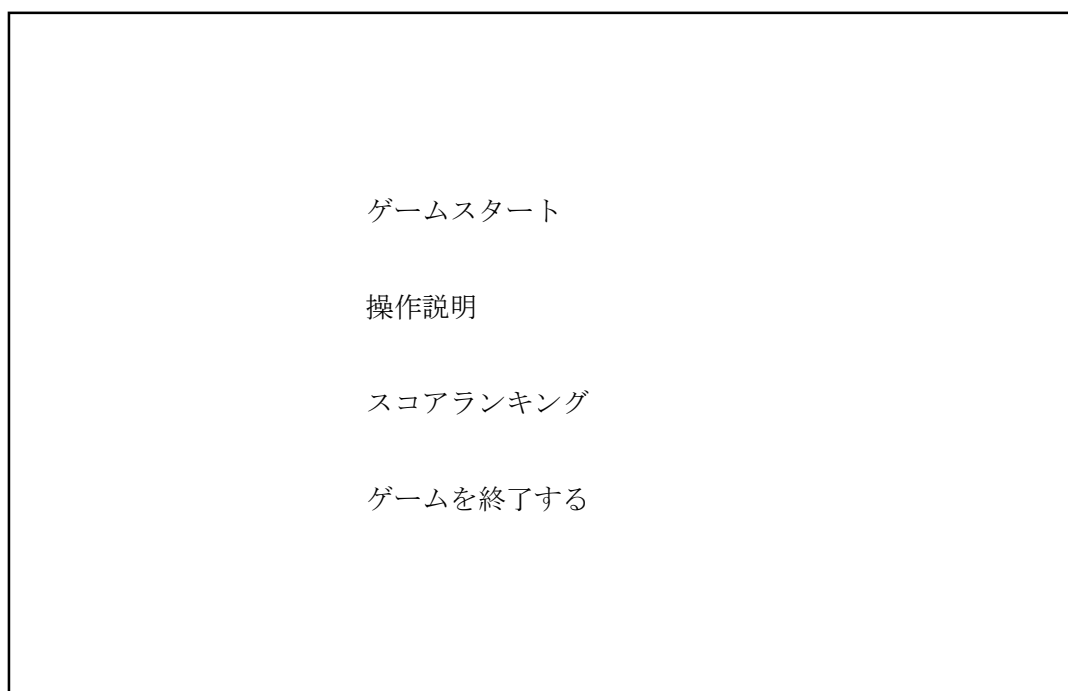 ゲームスタート
操作説明
スコアランキング
ゲームを終了する